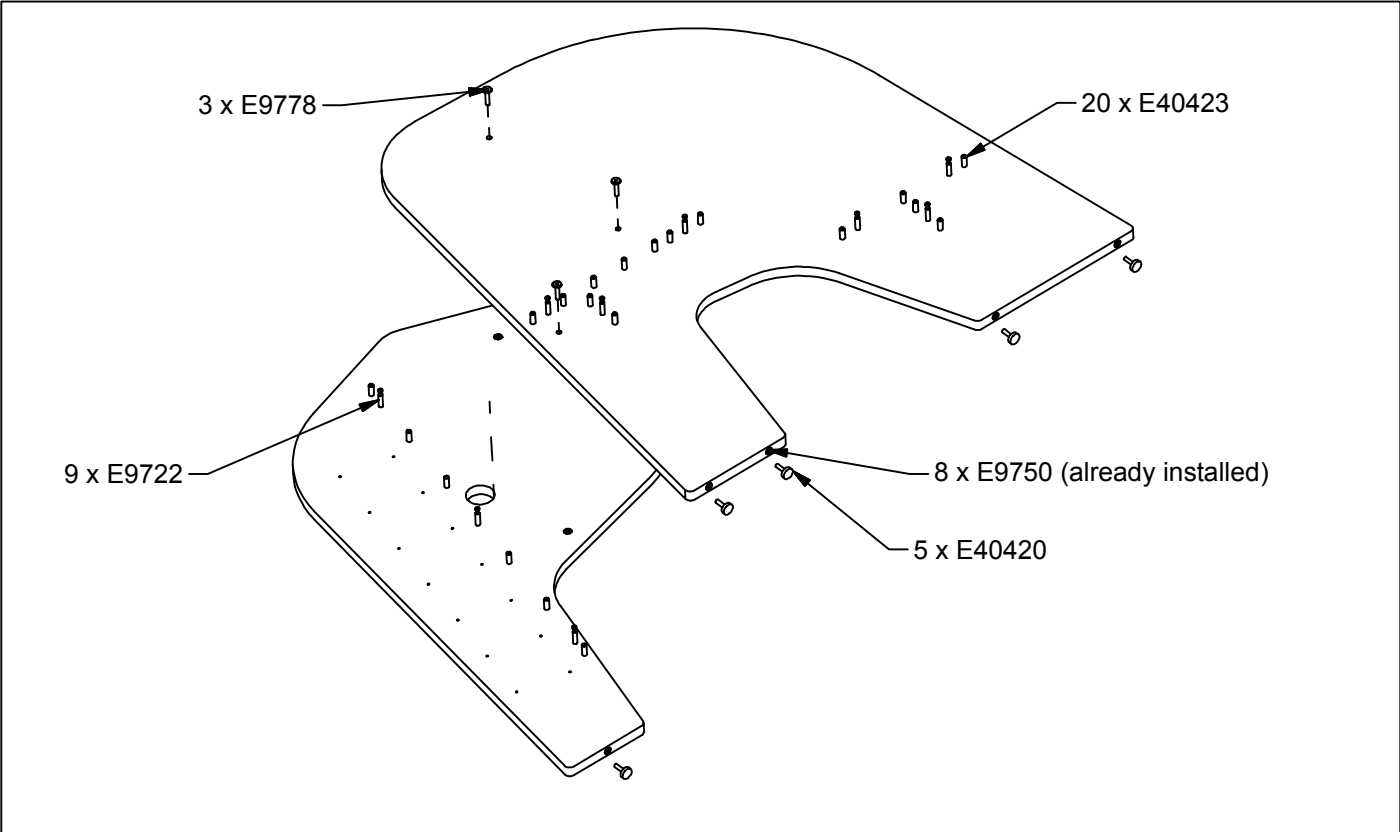 3 x E9778
20 x E40423
9 x E9722
8 x E9750 (already installed)
5 x E40420